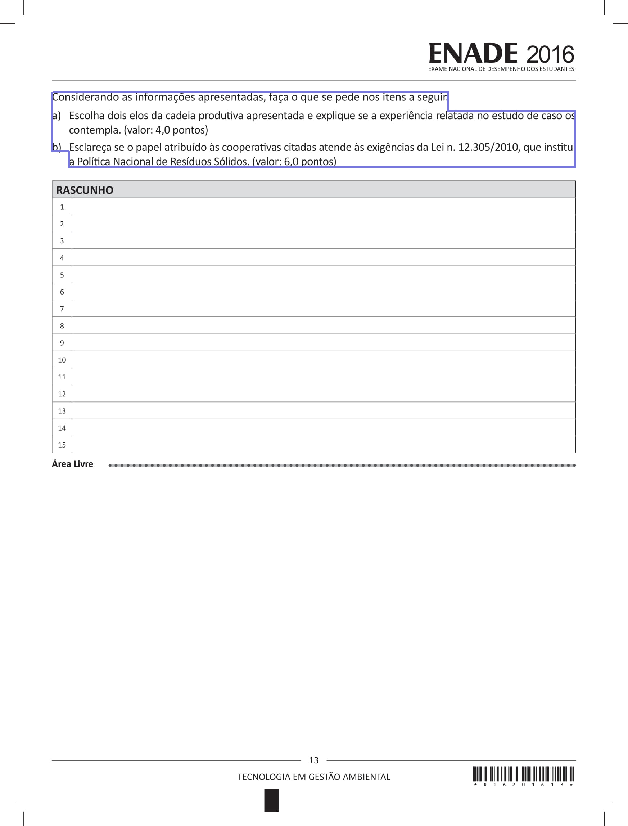 ENADE 2016
EXAME NACIONAL DE DESEMPENHO DOS ESTUDANTES
Considerando as informações apresentadas, faça o que se pede nos itens a seguir.
a) Escolha dois elos da cadeia produtiva apresentada e explique se a experiência relatada no estudo de caso os
contempla. (valor: 4,0 pontos)
b) Esclareça se o papel atribuído às cooperativas citadas atende às exigências da Lei n. 12.305/2010, que institui
a Política Nacional de Resíduos Sólidos. (valor: 6,0 pontos)
RASCUNHO
1
2
3
4
5
6
7
8
9
10
11
12
13
14
15
Área Livre
13
TECNOLOGIA EM GESTÃO AMBIENTAL